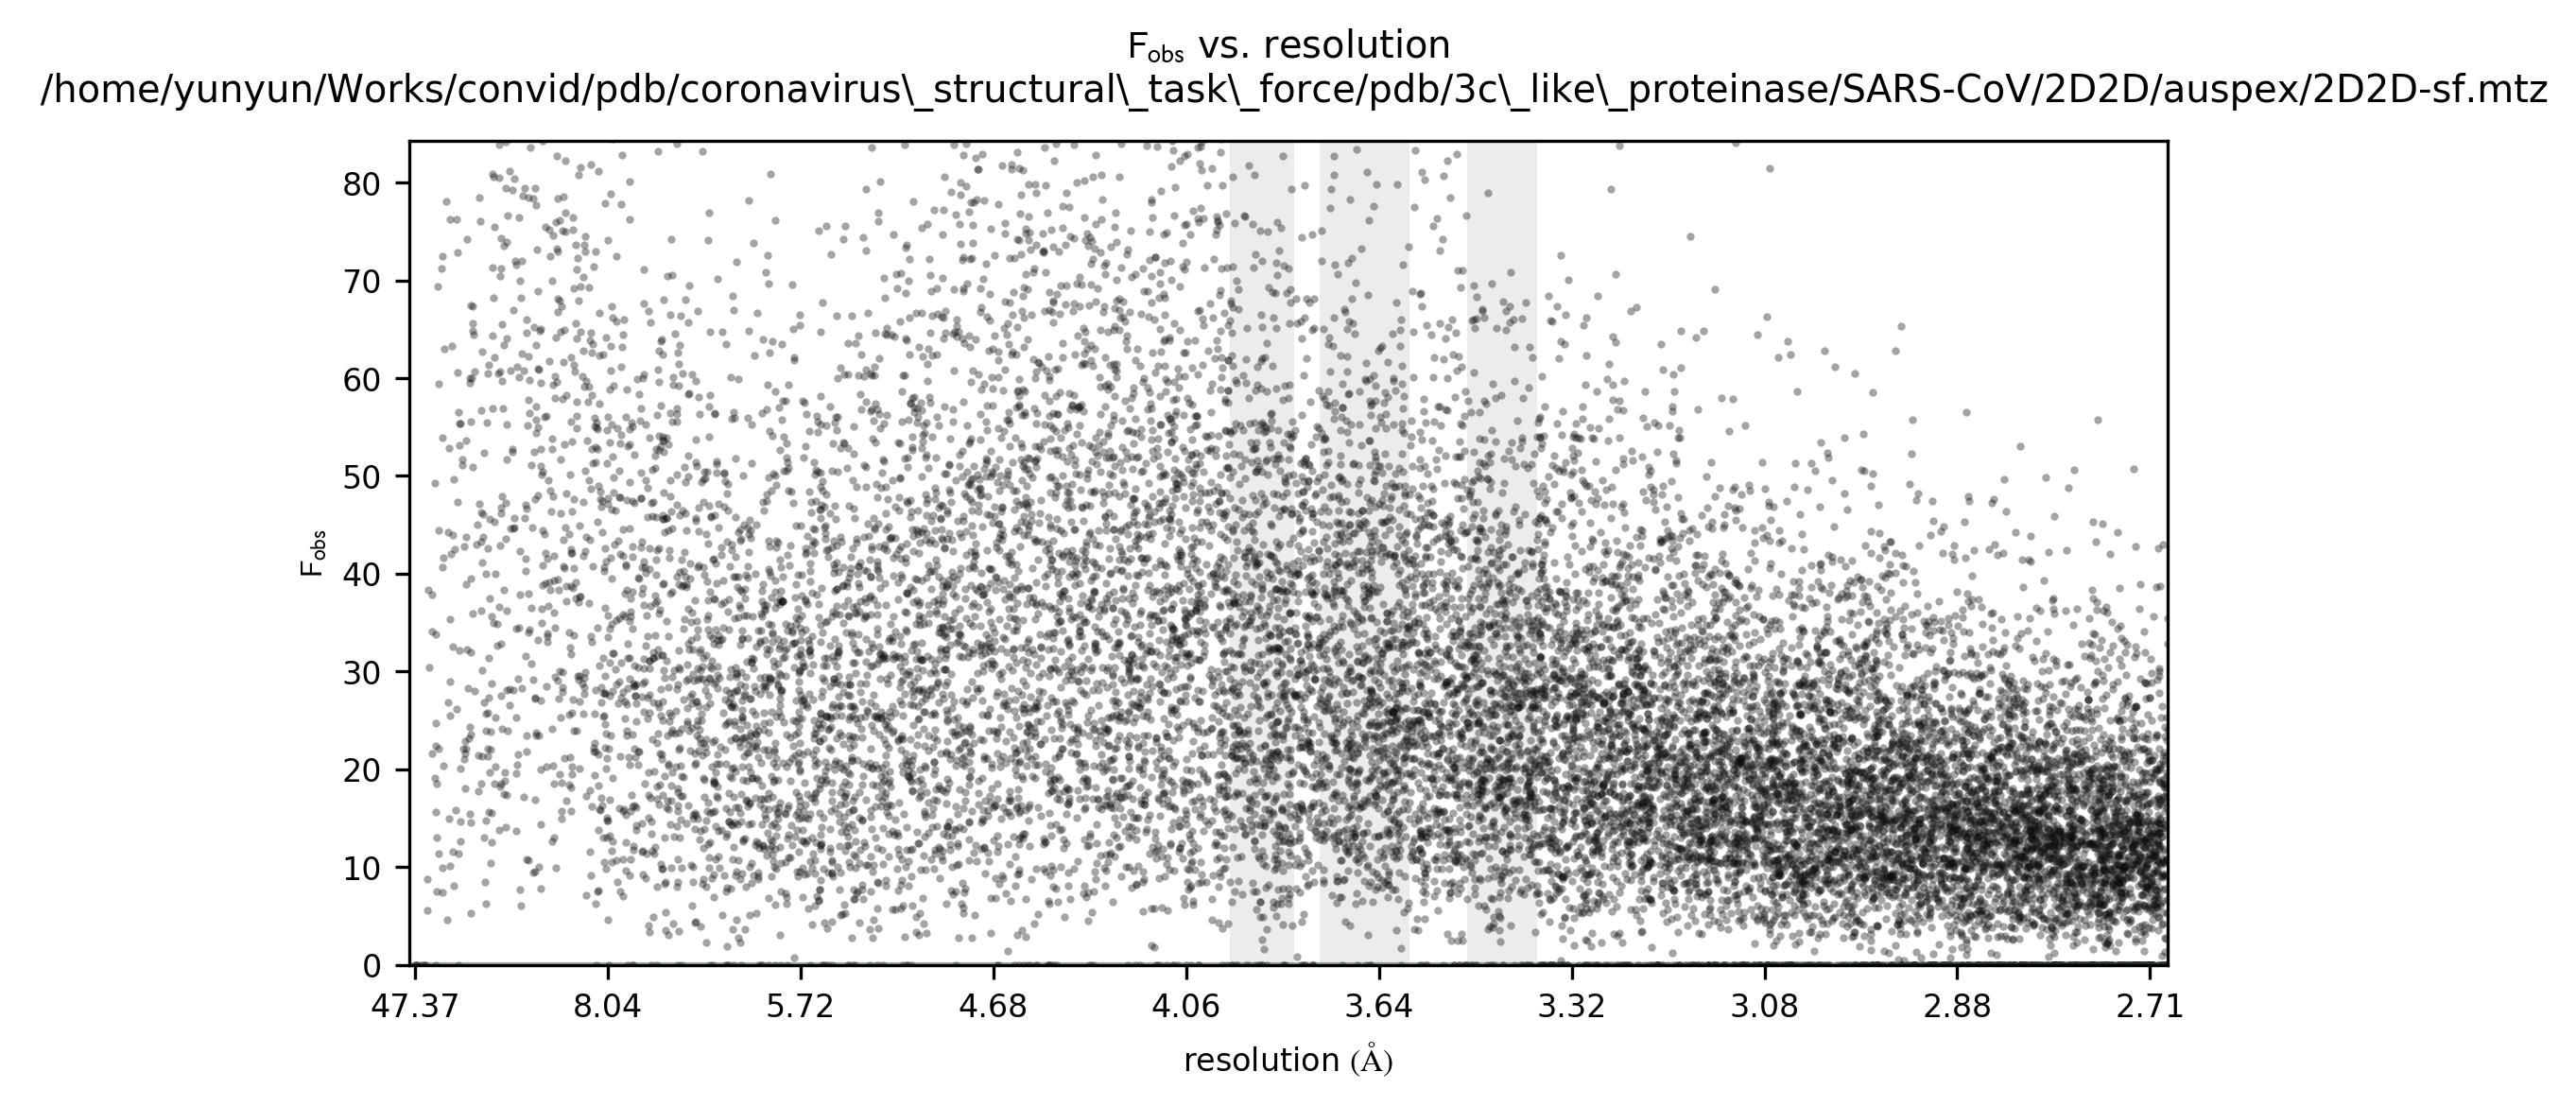 Fobs vs. resolution
/home/yunyun/Works/convid/pdb/coronavirus\_structural\_task\_force/pdb/3c\_like\_proteinase/SARS-CoV/2D2D/auspex/2D2D-sf.mtz
80
70
60
50
40
30
20
10
0
Fobs
47.37 8.04 5.72 4.68 4.06 3.64 3.32 3.08 2.88 2.71
resolution (Å)